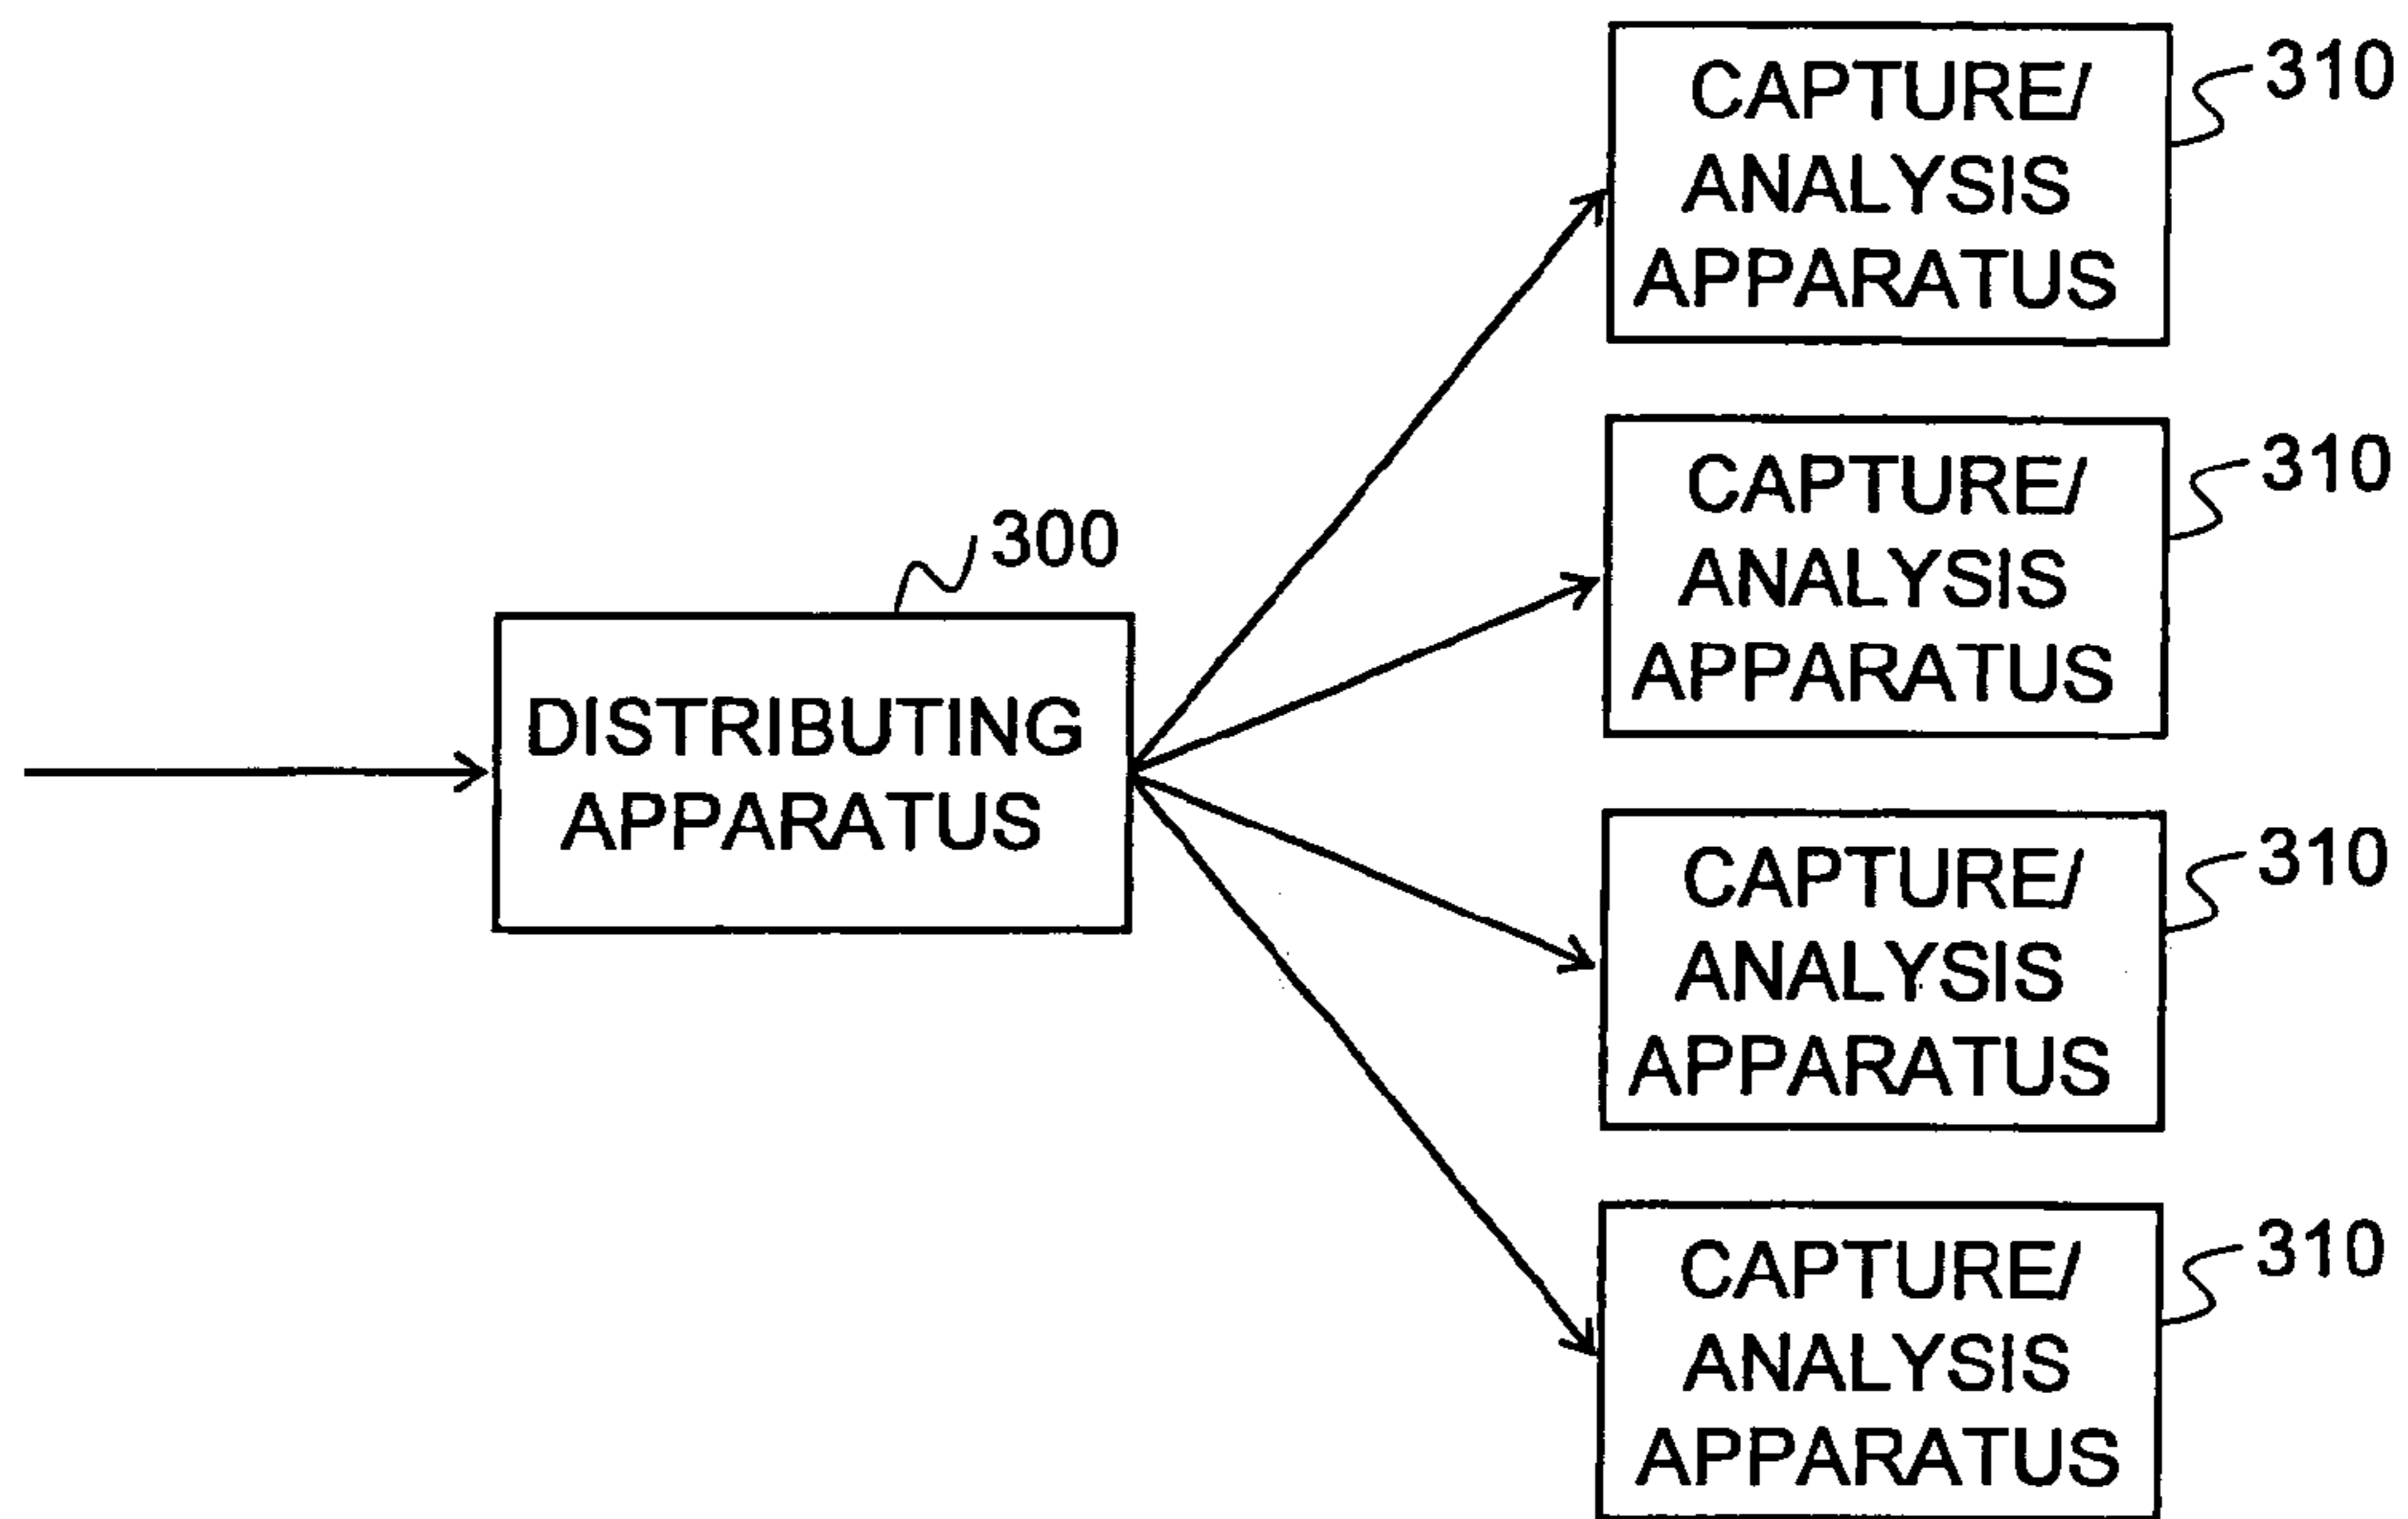 CAPTURE/
ANALYSIS
APPARATUS
310
CAPTURE/
ANALYSIS
APPARATUS
310
300
DISTRIBUTING
APPARATUS
CAPTURE/
ANALYSIS
APPARATUS
310
CAPTURE/
ANALYSIS
APPARATUS
310